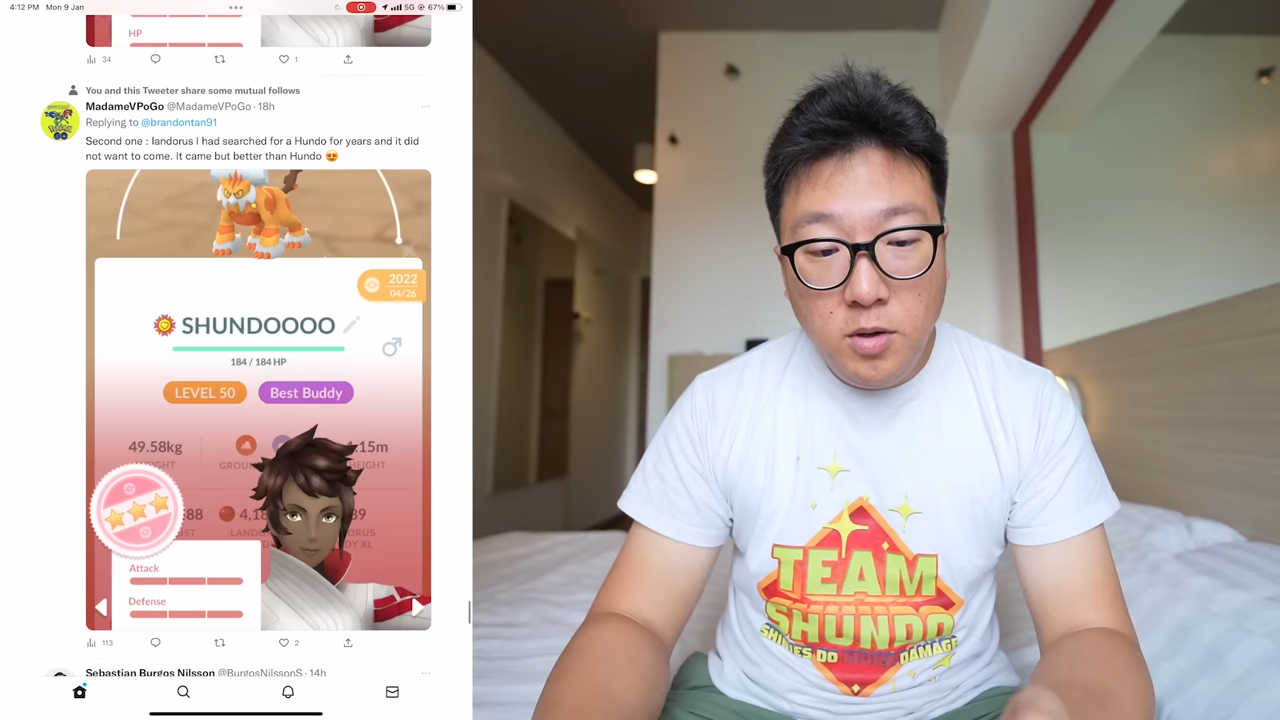 4:12 PM Mon 9 Jan
5G 67%
HP
34 1
You and this Tweeter share some mutual follows
MadameVPoGo @MadameVPoGo · 18h
Replying to @brandontan91
Second one : landorus I had searched for a Hundo for years and it did
not want to come. It came but better than Hundo 😍
2022
04/26
SHUNDOOOO
184 / 184 HP
LEVEL 50 Best Buddy
49.58kg
Attack
Defense
113 2
Sebastian Burgos Nilsson @BurgosNilssonS · 14h
TEAM
SHUNDO
SHINIES DO MORE DAMAGE